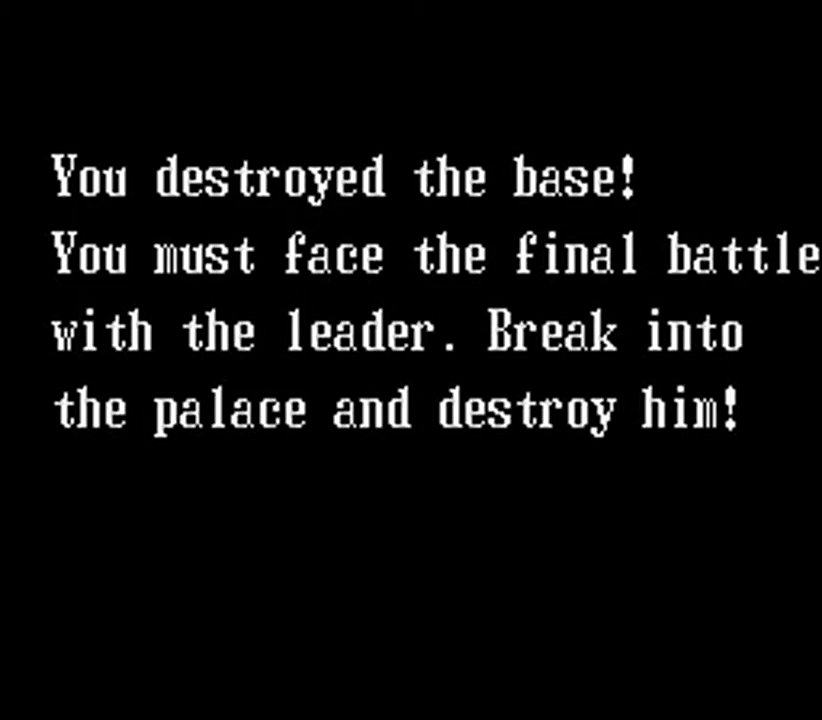 You destroyed the base!
You must face the final battle
with the leader. Break into
the palace and destroy him!